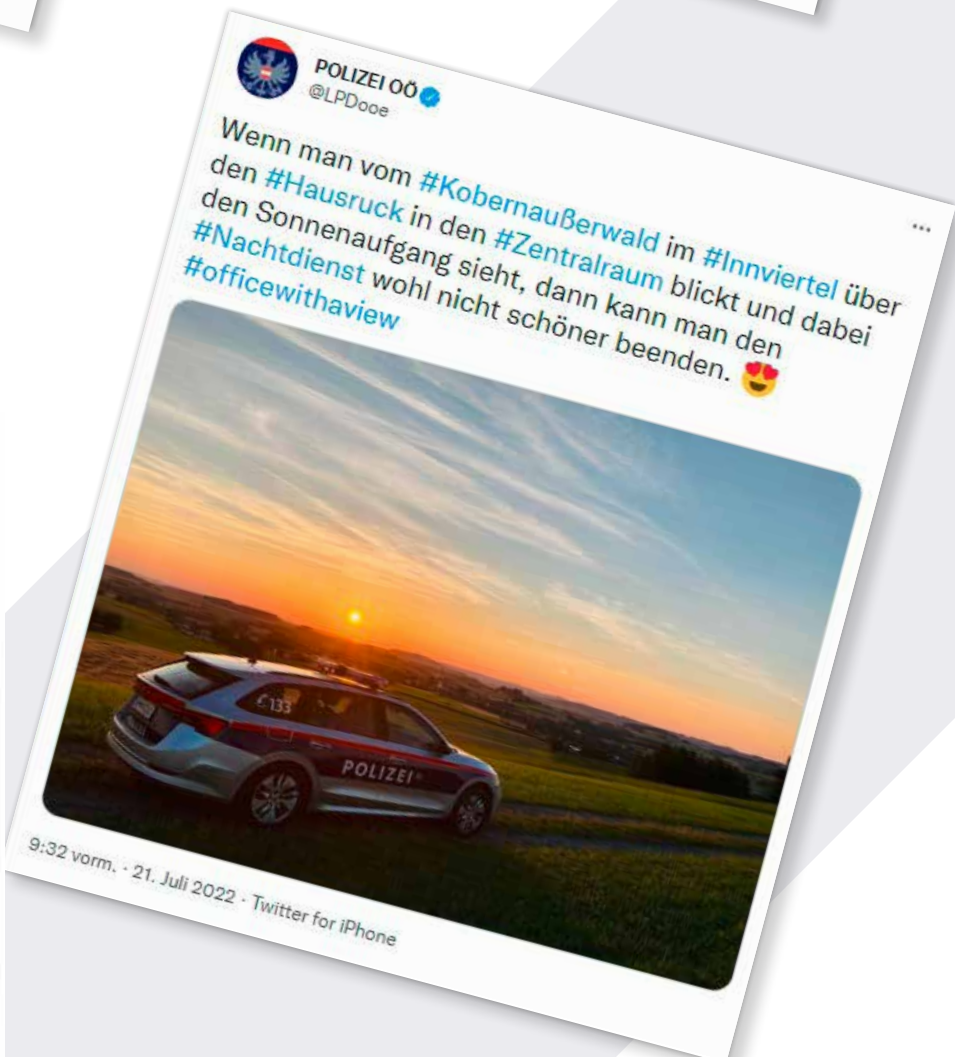 POLIZEI OÖ
@LPDooe
Wenn man vom #Kobernaußerwald im #Innviertel über
den #Hausruck in den #Zentralraum blickt und dabei
den Sonnenaufgang sieht, dann kann man den
#Nachtdienst wohl nicht schöner beenden. 😍
#officewithaview
133
POLIZEI
9:32 vorm. · 21. Juli 2022 · Twitter for iPhone